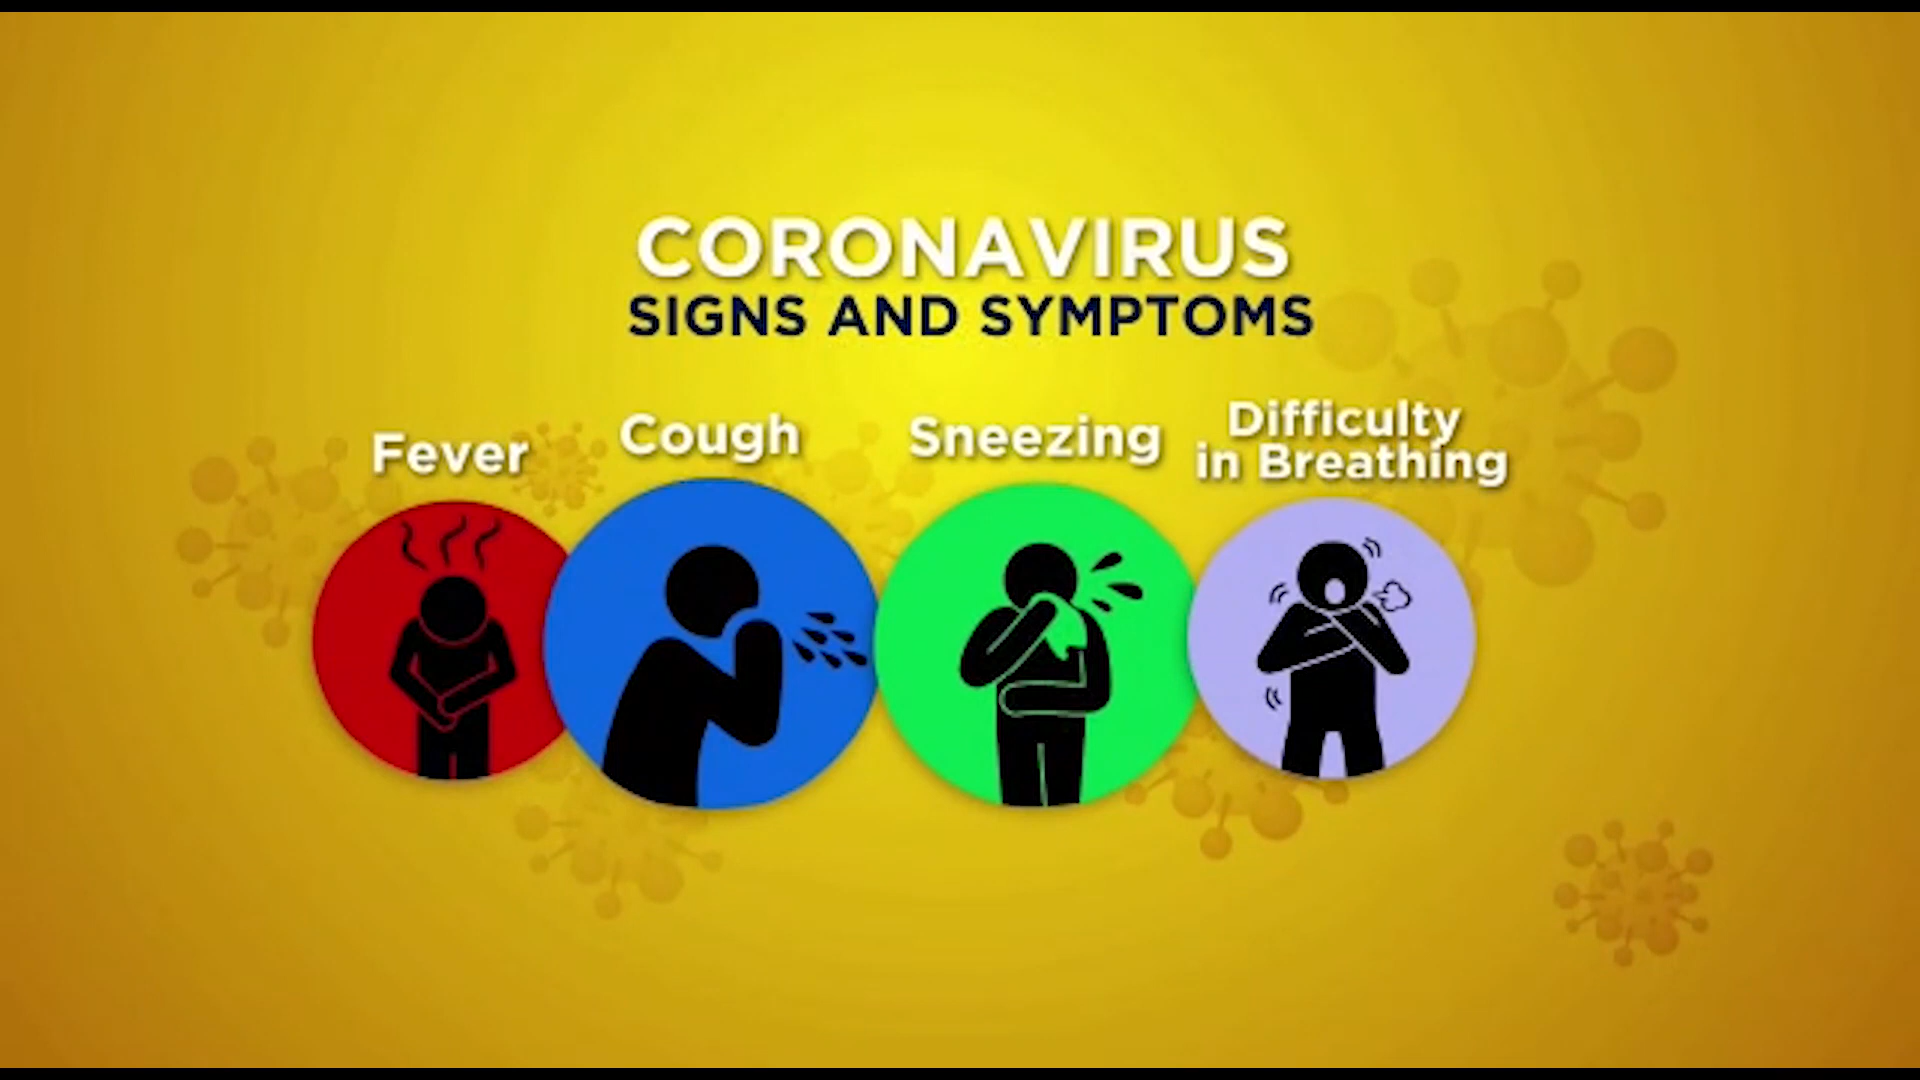 CORONAVIRUS
SIGNS AND SYMPTOMS
Fever
Cough
Sneezing
Difficulty
in Breathing